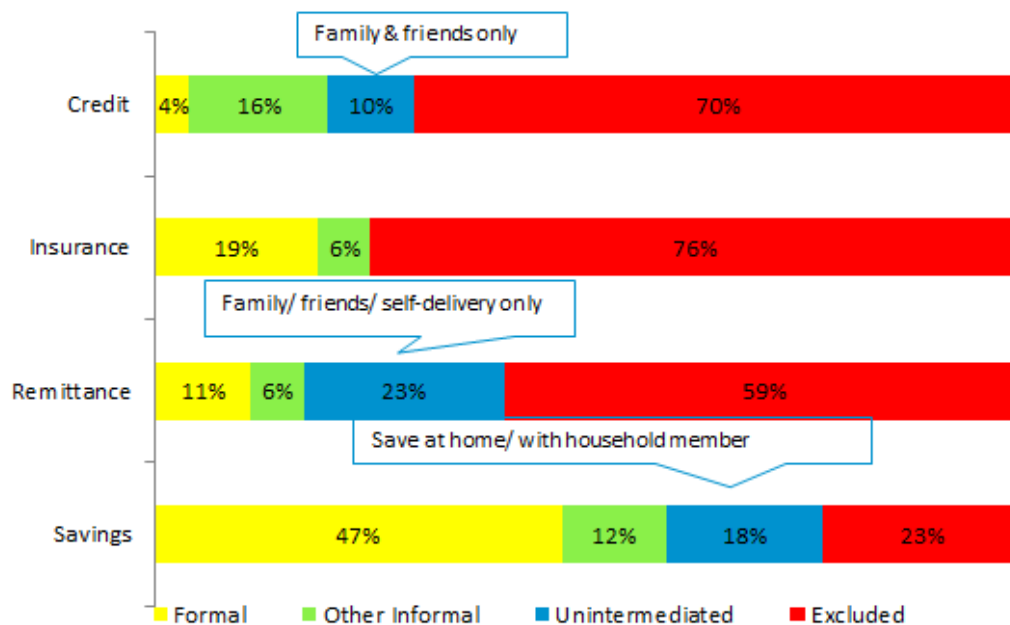 Family & friends only
Credit 4% 16% 10% 70%
Insurance 19% 6% 76%
Family/ friends/ self-delivery only
Remittance 11% 6% 23% 59%
Save at home/ with household member
Savings 47% 12% 18% 23%
Formal Other Informal Unintermediated Excluded